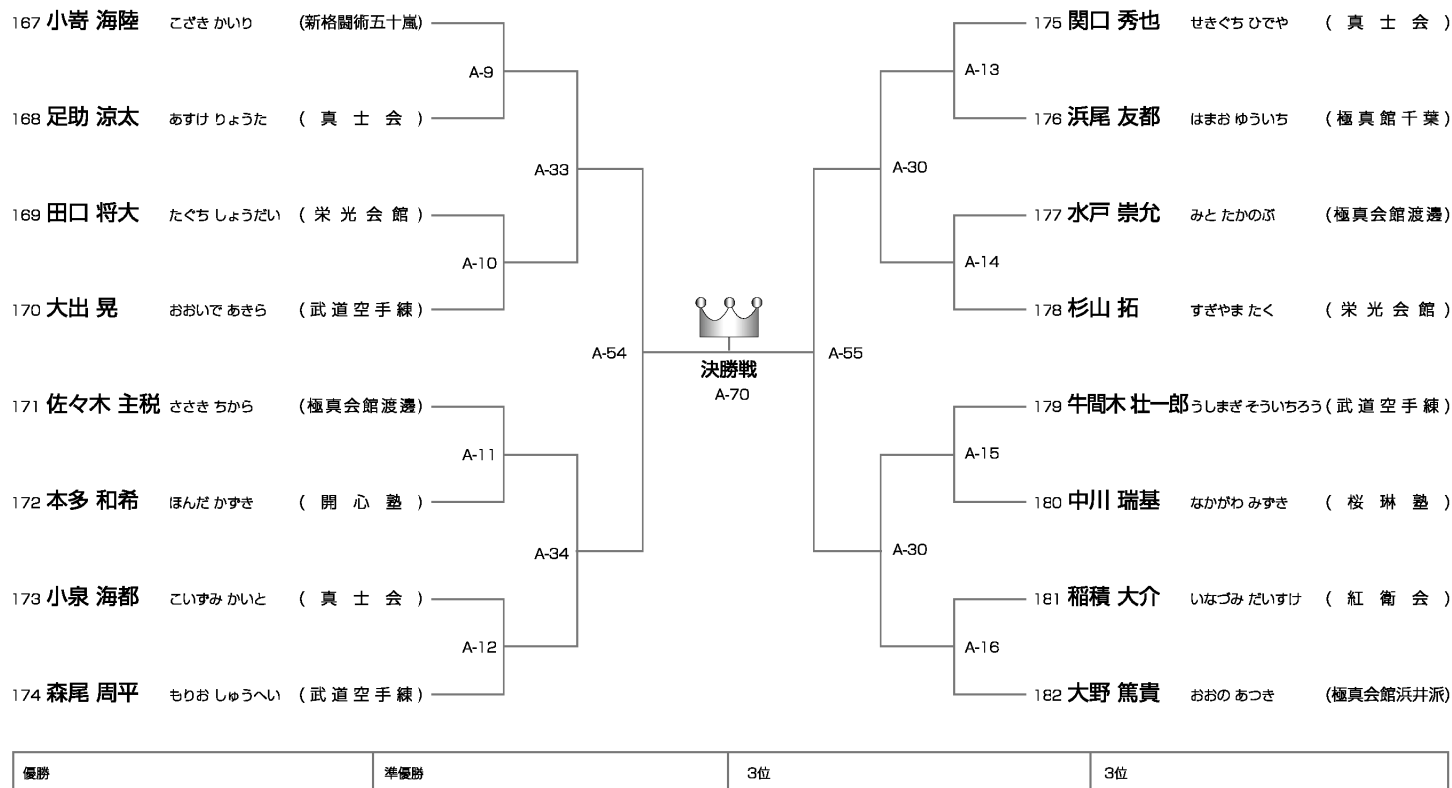 167 小嵜 海陸 こざき かいり (新格闘術五十嵐)
A-9
168 足助 涼太 あすけ りょうた ( 真 士 会 )
A-33
169 田口 将大 たぐち しょうだい ( 栄 光 会 館 )
A-10
170 大出 晃 おおいで あきら ( 武 道 空 手 練 )
A-54
171 佐々木 主税 ささき ちから (極真会館渡邊)
A-11
172 本多 和希 ほんだ かずき ( 開 心 塾 )
A-34
173 小泉 海都 こいずみ かいと ( 真 士 会 )
A-12
174 森尾 周平 もりお しゅうへい ( 武 道 空 手 練 )
決勝戦
A-70
175 関口 秀也 せきぐち ひでや ( 真 士 会 )
A-13
176 浜尾 友都 はまお ゆういち ( 極 真 館 千 葉 )
A-30
177 水戸 崇允 みと たかのぶ (極真会館渡邊)
A-14
178 杉山 拓 すぎやま たく ( 栄 光 会 館 )
A-55
179 牛間木 壮一郎 うしまぎ そういちろう ( 武 道 空 手 練 )
A-15
180 中川 瑞基 なかがわ みずき ( 桜 琳 塾 )
A-30
181 稲積 大介 いなづみ だいすけ ( 紅 衛 会 )
A-16
182 大野 篤貴 おおの あつき (極真会館浜井派)
優勝
準優勝
3位
3位